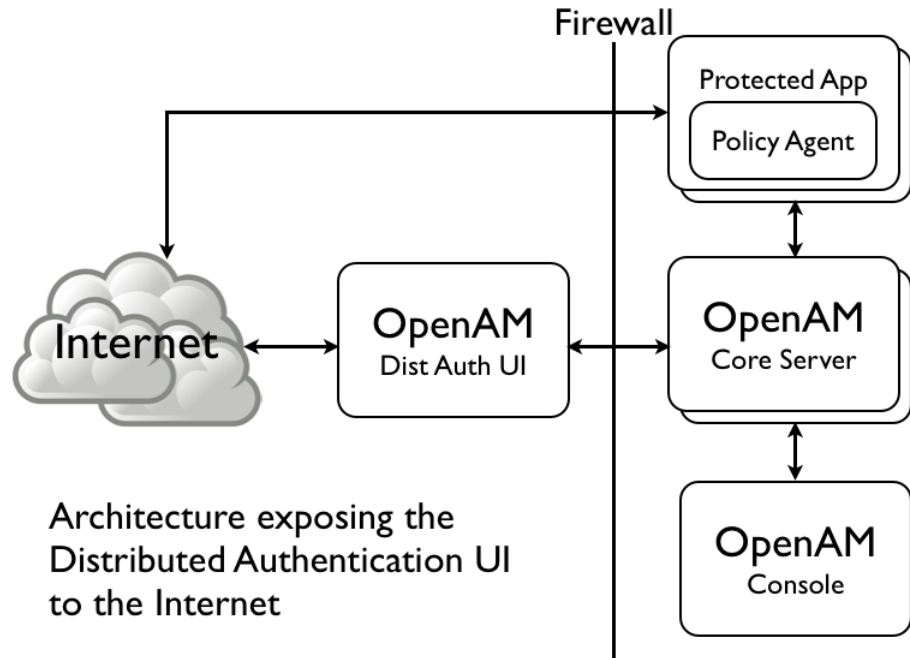 Firewall
Protected App
Policy Agent
Internet
OpenAM
Dist Auth UI
OpenAM
Core Server
OpenAM
Console
Architecture exposing the
Distributed Authentication UI
to the Internet